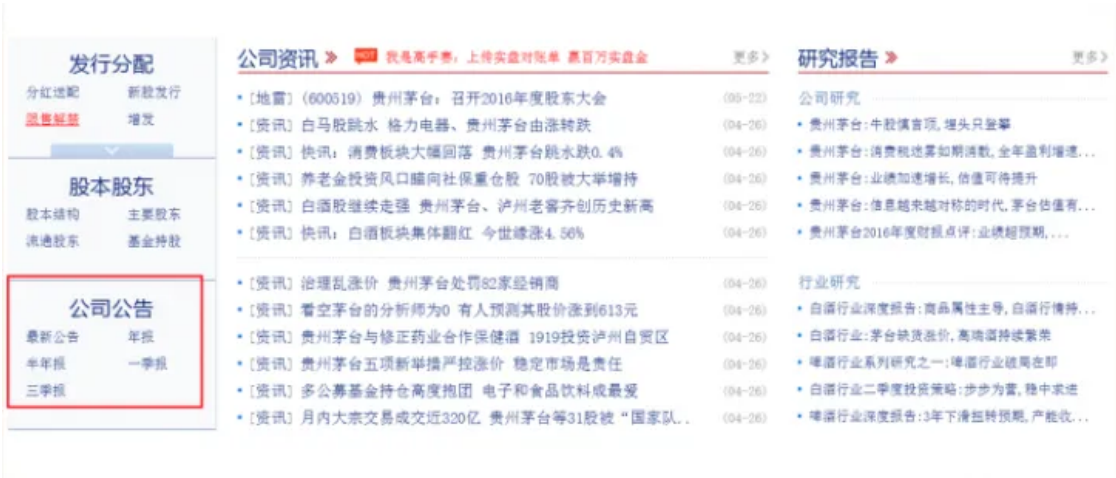 发行分配
分红送配 新股发行
限售解禁 增发
股本股东
股本结构 主要股东
流通股东 基金持股
公司公告
最新公告 年报
半年报 一季报
三季报
公司资讯 HOT 我是高手赛：上传实盘对账单 赢百万实盘金 更多
[地雷] (600519) 贵州茅台：召开2016年度股东大会 (05-22)
[资讯] 白马股跳水 格力电器、贵州茅台由涨转跌 (04-26)
[资讯] 快讯：消费板块大幅回落 贵州茅台跳水跌0.4% (04-26)
[资讯] 养老金投资风口瞄向社保重仓股 70股被大举增持 (04-26)
[资讯] 白酒股继续走强 贵州茅台、泸州老窖齐创历史新高 (04-26)
[资讯] 快讯：白酒板块集体翻红 今世缘涨4.56% (04-26)
[资讯] 治理乱涨价 贵州茅台处罚82家经销商 (04-26)
[资讯] 看空茅台的分析师为0 有人预测其股价涨到613元 (04-26)
[资讯] 贵州茅台与修正药业合作保健酒 1919投资泸州自贸区 (04-26)
[资讯] 贵州茅台五项新举措严控涨价 稳定市场是责任 (04-26)
[资讯] 多公募基金持仓高度抱团 电子和食品饮料成最爱 (04-26)
[资讯] 月内大宗交易成交近320亿 贵州茅台等31股被“国家队.. (04-26)
研究报告 更多
公司研究
贵州茅台:牛股慎言顶,埋头只登攀
贵州茅台:消费税迷雾如期消散,全年盈利增速...
贵州茅台:业绩加速增长,估值可待提升
贵州茅台:信息越来越对称的时代,茅台估值有...
贵州茅台2016年度财报点评:业绩超预期,...
行业研究
白酒行业深度报告:商品属性主导,白酒行情持...
白酒行业:茅台缺货涨价,高端酒持续繁荣
啤酒行业系列研究之一:啤酒行业破局在即
白酒行业二季度投资策略:步步为营,稳中求进
啤酒行业深度报告:3年下滑扭转预期,产能收...